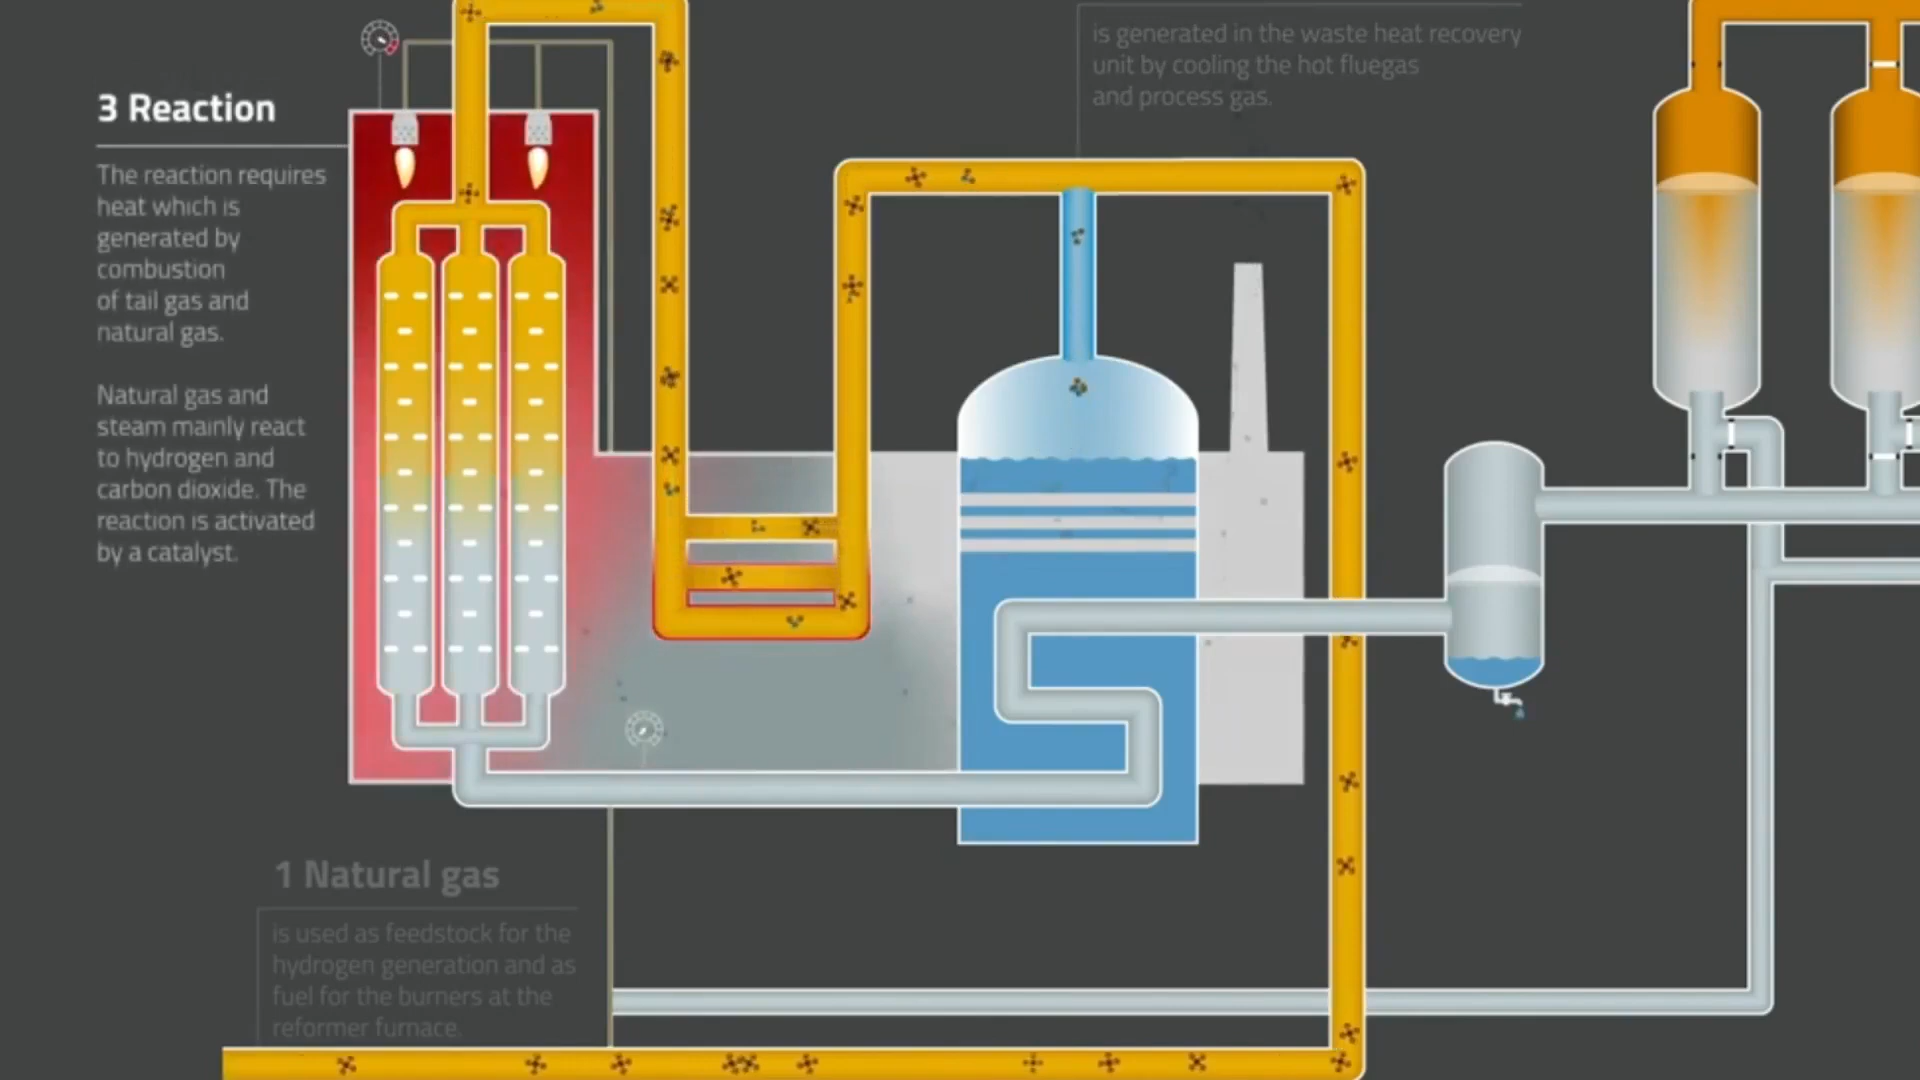 is generated in the waste heat recovery
unit by cooling the hot fluegas
and process gas.
3 Reaction
The reaction requires
heat which is
generated by
combustion
of tail gas and
natural gas.
Natural gas and
steam mainly react
to hydrogen and
carbon dioxide. The
reaction is activated
by a catalyst.
1 Natural gas
is used as feedstock for the
hydrogen generation and as
fuel for the burners at the
reformer furnace.